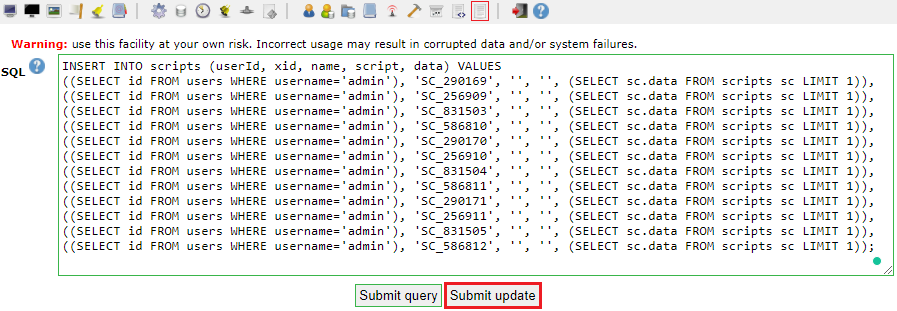 Warning: use this facility at your own risk. Incorrect usage may result in corrupted data and/or system failures.
SQL
INSERT INTO scripts (userId, xid, name, script, data) VALUES
((SELECT id FROM users WHERE username='admin'), 'SC_290169', '', '', (SELECT sc.data FROM scripts sc LIMIT 1)),
((SELECT id FROM users WHERE username='admin'), 'SC_256909', '', '', (SELECT sc.data FROM scripts sc LIMIT 1)),
((SELECT id FROM users WHERE username='admin'), 'SC_831503', '', '', (SELECT sc.data FROM scripts sc LIMIT 1)),
((SELECT id FROM users WHERE username='admin'), 'SC_586810', '', '', (SELECT sc.data FROM scripts sc LIMIT 1)),
((SELECT id FROM users WHERE username='admin'), 'SC_290170', '', '', (SELECT sc.data FROM scripts sc LIMIT 1)),
((SELECT id FROM users WHERE username='admin'), 'SC_256910', '', '', (SELECT sc.data FROM scripts sc LIMIT 1)),
((SELECT id FROM users WHERE username='admin'), 'SC_831504', '', '', (SELECT sc.data FROM scripts sc LIMIT 1)),
((SELECT id FROM users WHERE username='admin'), 'SC_586811', '', '', (SELECT sc.data FROM scripts sc LIMIT 1)),
((SELECT id FROM users WHERE username='admin'), 'SC_290171', '', '', (SELECT sc.data FROM scripts sc LIMIT 1)),
((SELECT id FROM users WHERE username='admin'), 'SC_256911', '', '', (SELECT sc.data FROM scripts sc LIMIT 1)),
((SELECT id FROM users WHERE username='admin'), 'SC_831505', '', '', (SELECT sc.data FROM scripts sc LIMIT 1)),
((SELECT id FROM users WHERE username='admin'), 'SC_586812', '', '', (SELECT sc.data FROM scripts sc LIMIT 1));
Submit query Submit update